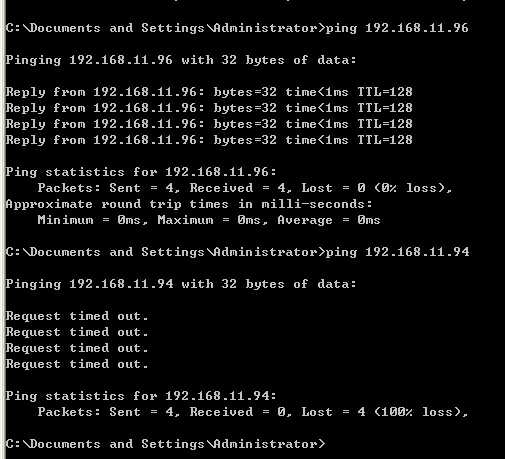 C:\Documents and Settings\Administrator>ping 192.168.11.96
Pinging 192.168.11.96 with 32 bytes of data:
Reply from 192.168.11.96: bytes=32 time<1ms TTL=128
Reply from 192.168.11.96: bytes=32 time<1ms TTL=128
Reply from 192.168.11.96: bytes=32 time<1ms TTL=128
Reply from 192.168.11.96: bytes=32 time<1ms TTL=128
Ping statistics for 192.168.11.96:
    Packets: Sent = 4, Received = 4, Lost = 0 (0% loss),
Approximate round trip times in milli-seconds:
    Minimum = 0ms, Maximum = 0ms, Average = 0ms
C:\Documents and Settings\Administrator>ping 192.168.11.94
Pinging 192.168.11.94 with 32 bytes of data:
Request timed out.
Request timed out.
Request timed out.
Request timed out.
Ping statistics for 192.168.11.94:
    Packets: Sent = 4, Received = 0, Lost = 4 (100% loss),
C:\Documents and Settings\Administrator>